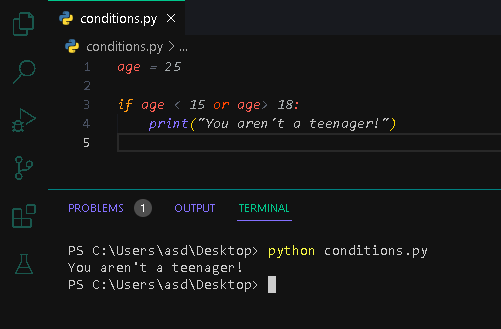 conditions.py ×
conditions.py > ...
1 age = 25
2
3 if age < 15 or age> 18:
4 print("You aren't a teenager!")
5
PROBLEMS 1 OUTPUT TERMINAL
PS C:\Users\asd\Desktop> python conditions.py
You aren't a teenager!
PS C:\Users\asd\Desktop>